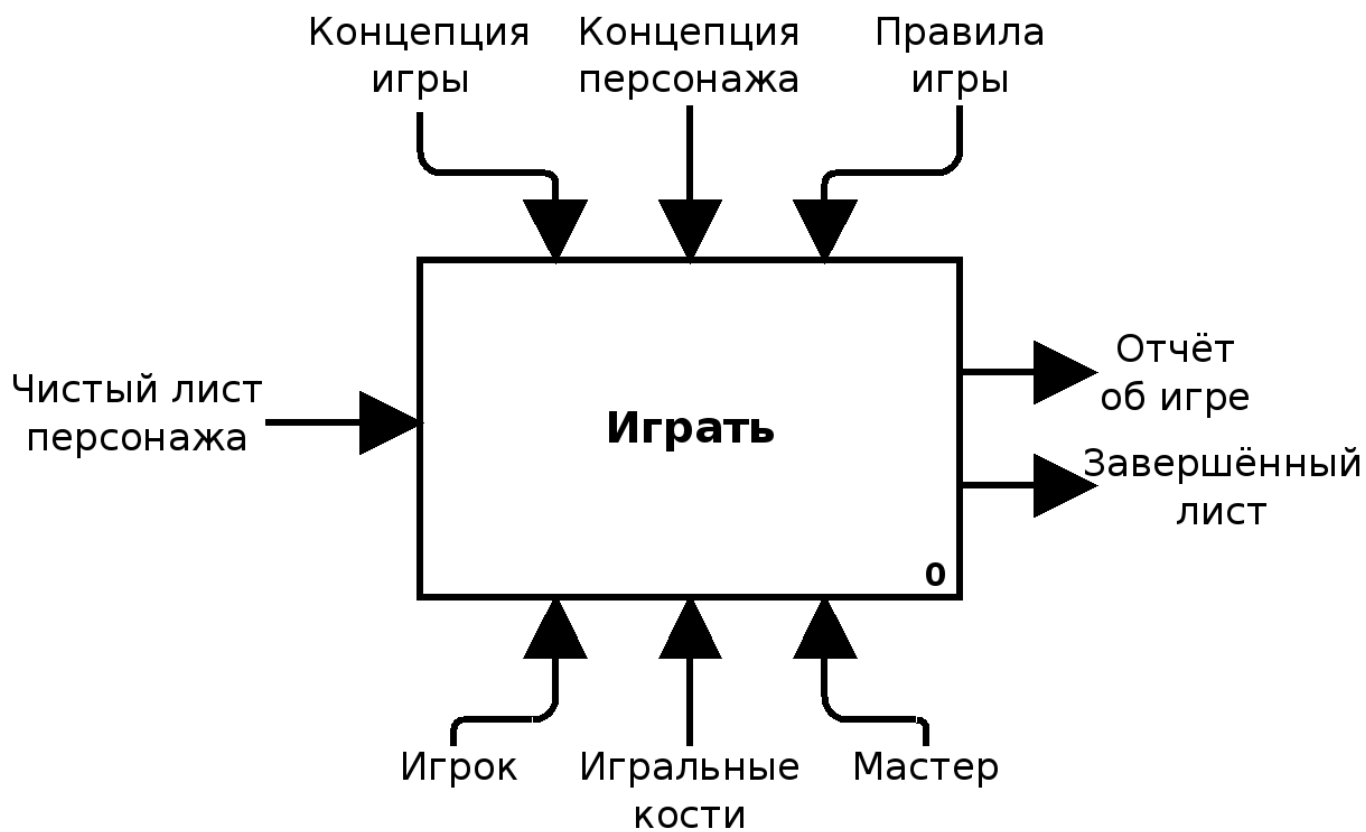 Концепция
игры
Концепция
персонажа
Правила
игры
Чистый лист
персонажа
Играть
0
Отчёт
об игре
Завершённый
лист
Игрок
Игральные
кости
Мастер